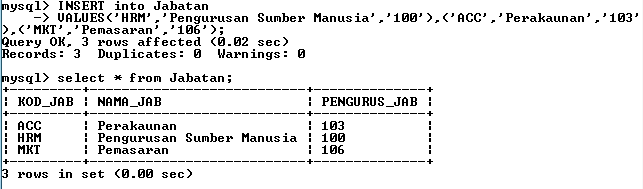 mysql> INSERT into Jabatan
    -> VALUES('HRM','Pengurusan Sumber Manusia','100'),('ACC','Perakaunan','103'
),('MKT','Pemasaran','106');
Query OK, 3 rows affected (0.02 sec)
Records: 3  Duplicates: 0  Warnings: 0
mysql> select * from Jabatan;
+---------+---------------------------+-------------+
| KOD_JAB | NAMA_JAB                  | PENGURUS_JAB |
+---------+---------------------------+-------------+
| ACC     | Perakaunan                | 103         |
| HRM     | Pengurusan Sumber Manusia | 100         |
| MKT     | Pemasaran                 | 106         |
+---------+---------------------------+-------------+
3 rows in set (0.00 sec)